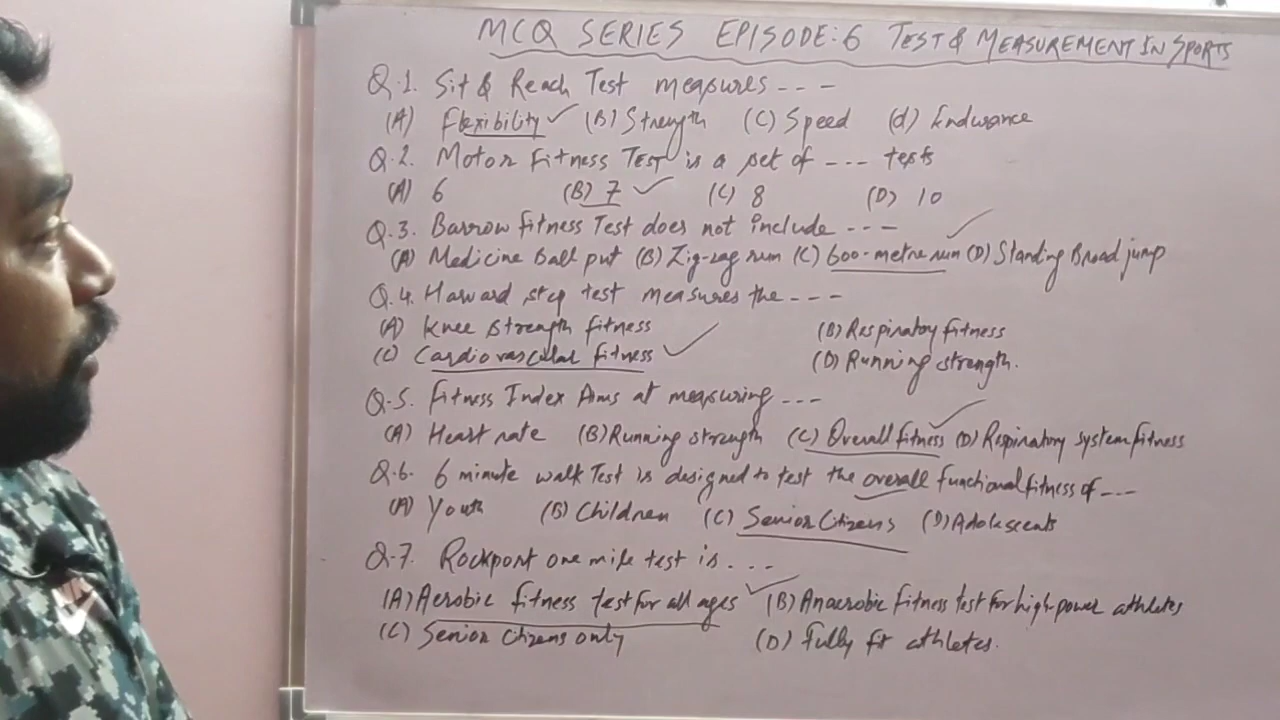 MCQ SERIES EPISODE: 6 TEST & MEASUREMENT IN SPORTS
Q.1. Sit & Reach Test measures - - -
(A) Flexibility ✓ (B) Strength (C) Speed (d) Endurance
Q.2. Motor Fitness TEST is a set of - - - tests
(A) 6 (B) 7 ✓ (C) 8 (D) 10
Q.3. Barrow fitness Test does not include - - -
(A) Medicine Ball put (B) Zig-zag run (C) 600-metre run ✓ (D) Standing Broad jump
Q.4. Harward step test measures the - - -
(A) Knee strength fitness (B) Respiratory fitness
(C) Cardiovascular fitness ✓ (D) Running strength.
Q.5. Fitness Index Aims at measuring - - -
(A) Heart rate (B) Running strength (C) Overall fitness ✓ (D) Respiratory system fitness
Q.6. 6 minute walk Test is designed to test the overall functional fitness of - - -
(A) Youth (B) Children (C) Senior Citizens (D) Adolescents
Q.7. Rockport one mile test is . - - -
(A) Aerobic fitness test for all ages ✓ (B) Anaerobic fitness test for high-power athletes
(C) Senior Citizens only (D) Fully fit athletes.